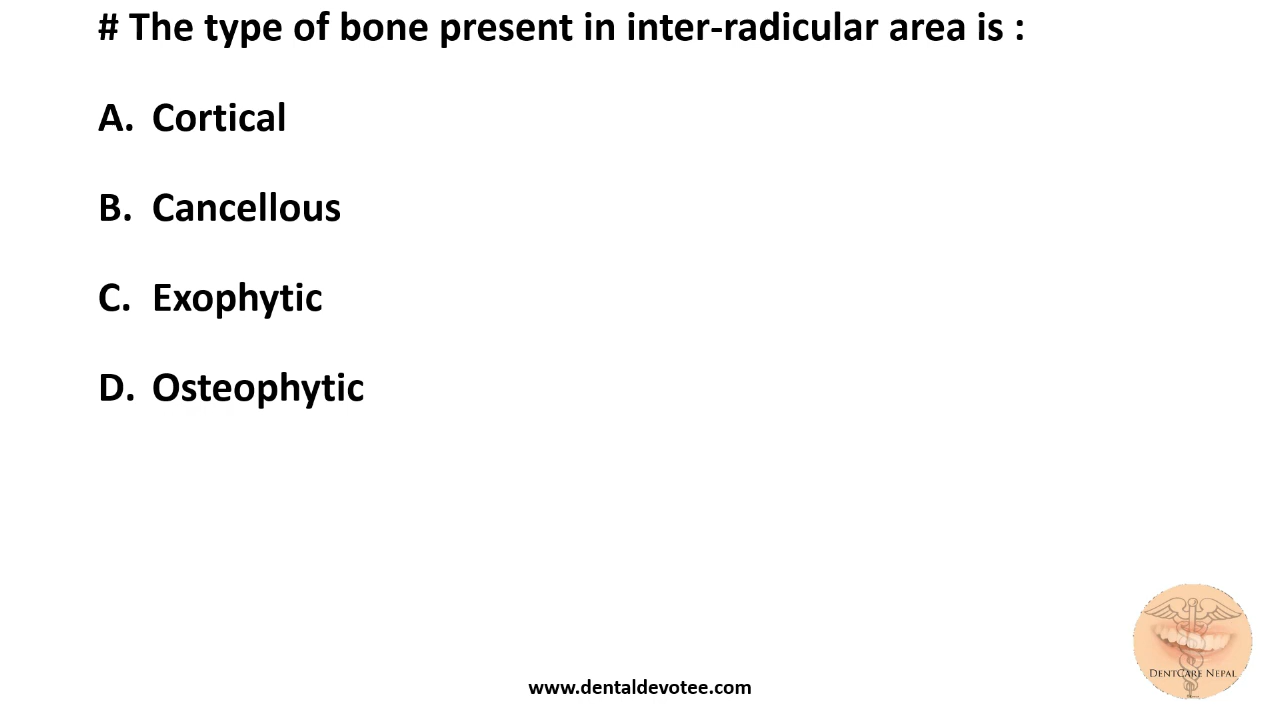 # The type of bone present in inter-radicular area is :
A. Cortical
B. Cancellous
C. Exophytic
D. Osteophytic
DentCare Nepal
www.dentaldevotee.com